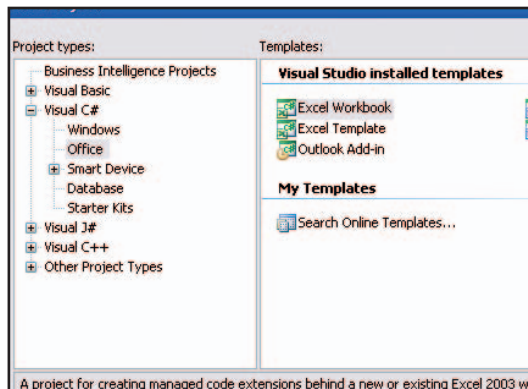 Project types:
Business Intelligence Projects
Visual Basic
Visual C#
Windows
Office
Smart Device
Database
Starter Kits
Visual J#
Visual C++
Other Project Types
Templates:
Visual Studio installed templates
Excel Workbook
Excel Template
Outlook Add-in
My Templates
Search Online Templates...
A project for creating managed code extensions behind a new or existing Excel 2003 w